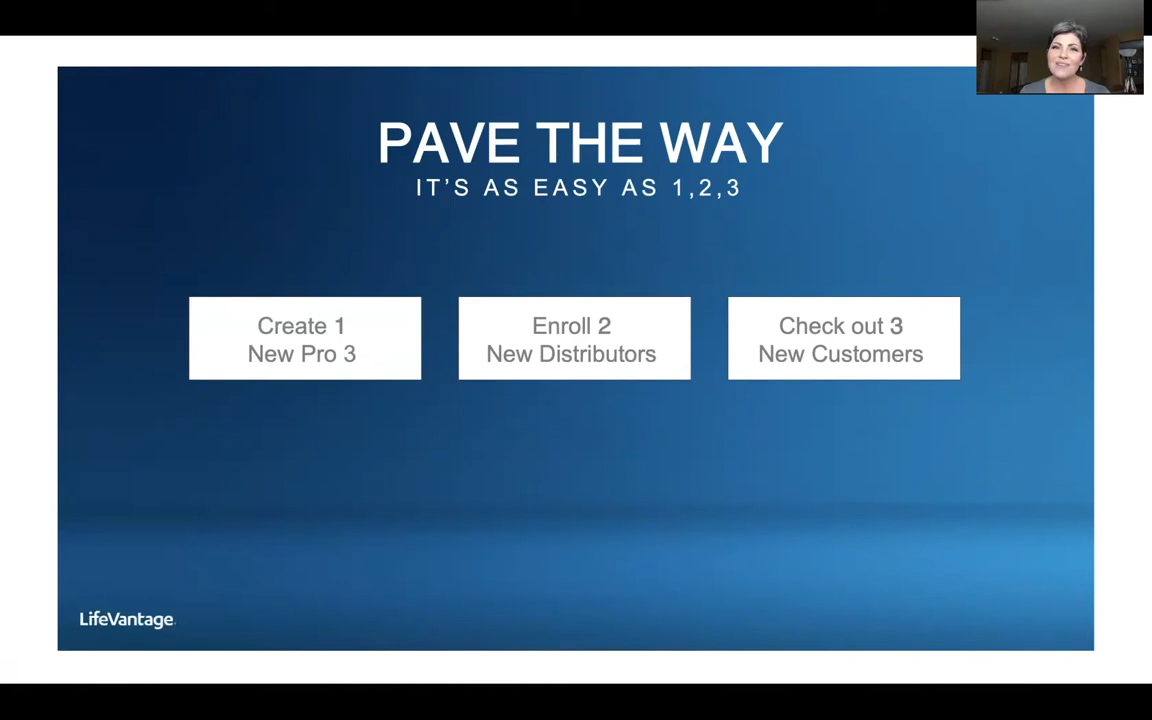 PAVE THE WAY
IT'S AS EASY AS 1,2,3
Create 1
New Pro 3
Enroll 2
New Distributors
Check out 3
New Customers
LifeVantage